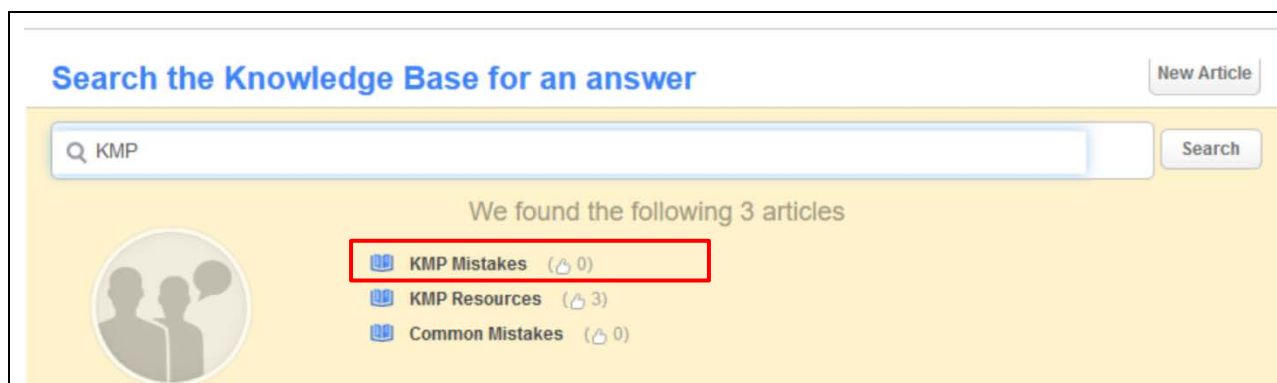 Search the Knowledge Base for an answer
New Article
KMP
Search
We found the following 3 articles
KMP Mistakes (0)
KMP Resources (3)
Common Mistakes (0)